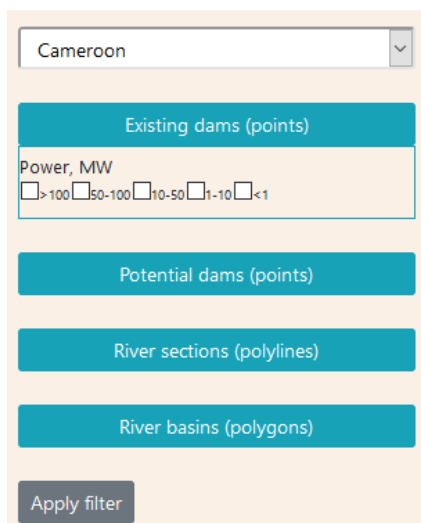 Cameroon
Existing dams (points)
Power, MW
>100 50-100 10-50 1-10 <1
Potential dams (points)
River sections (polylines)
River basins (polygons)
Apply filter